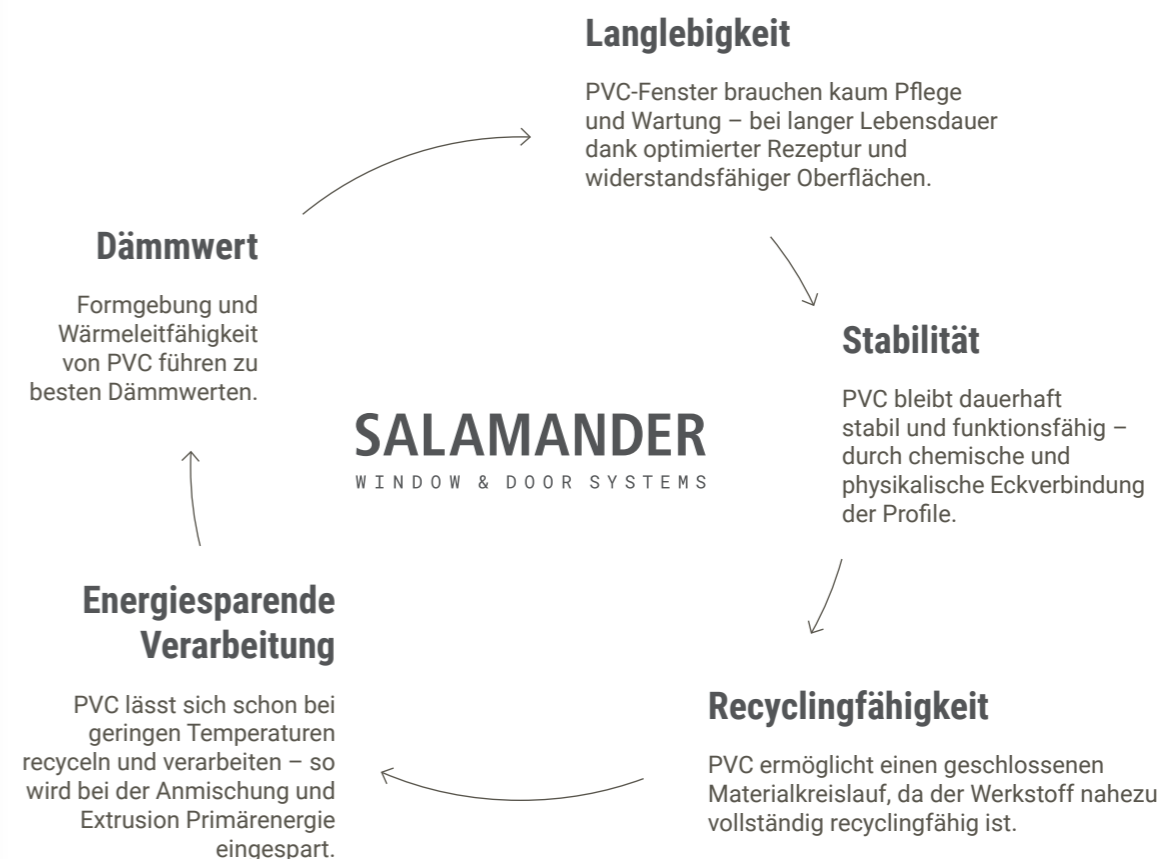 Langlebigkeit
PVC-Fenster brauchen kaum Pflege
und Wartung – bei langer Lebensdauer
dank optimierter Rezeptur und
widerstandsfähiger Oberflächen.
Stabilität
PVC bleibt dauerhaft
stabil und funktionsfähig –
durch chemische und
physikalische Eckverbindung
der Profile.
Recyclingfähigkeit
PVC ermöglicht einen geschlossenen
Materialkreislauf, da der Werkstoff nahezu
vollständig recyclingfähig ist.
Energiesparende
Verarbeitung
PVC lässt sich schon bei
geringen Temperaturen
recyceln und verarbeiten – so
wird bei der Anmischung und
Extrusion Primärenergie
eingespart.
Dämmwert
Formgebung und
Wärmeleitfähigkeit
von PVC führen zu
besten Dämmwerten.
SALAMANDER
WINDOW & DOOR SYSTEMS